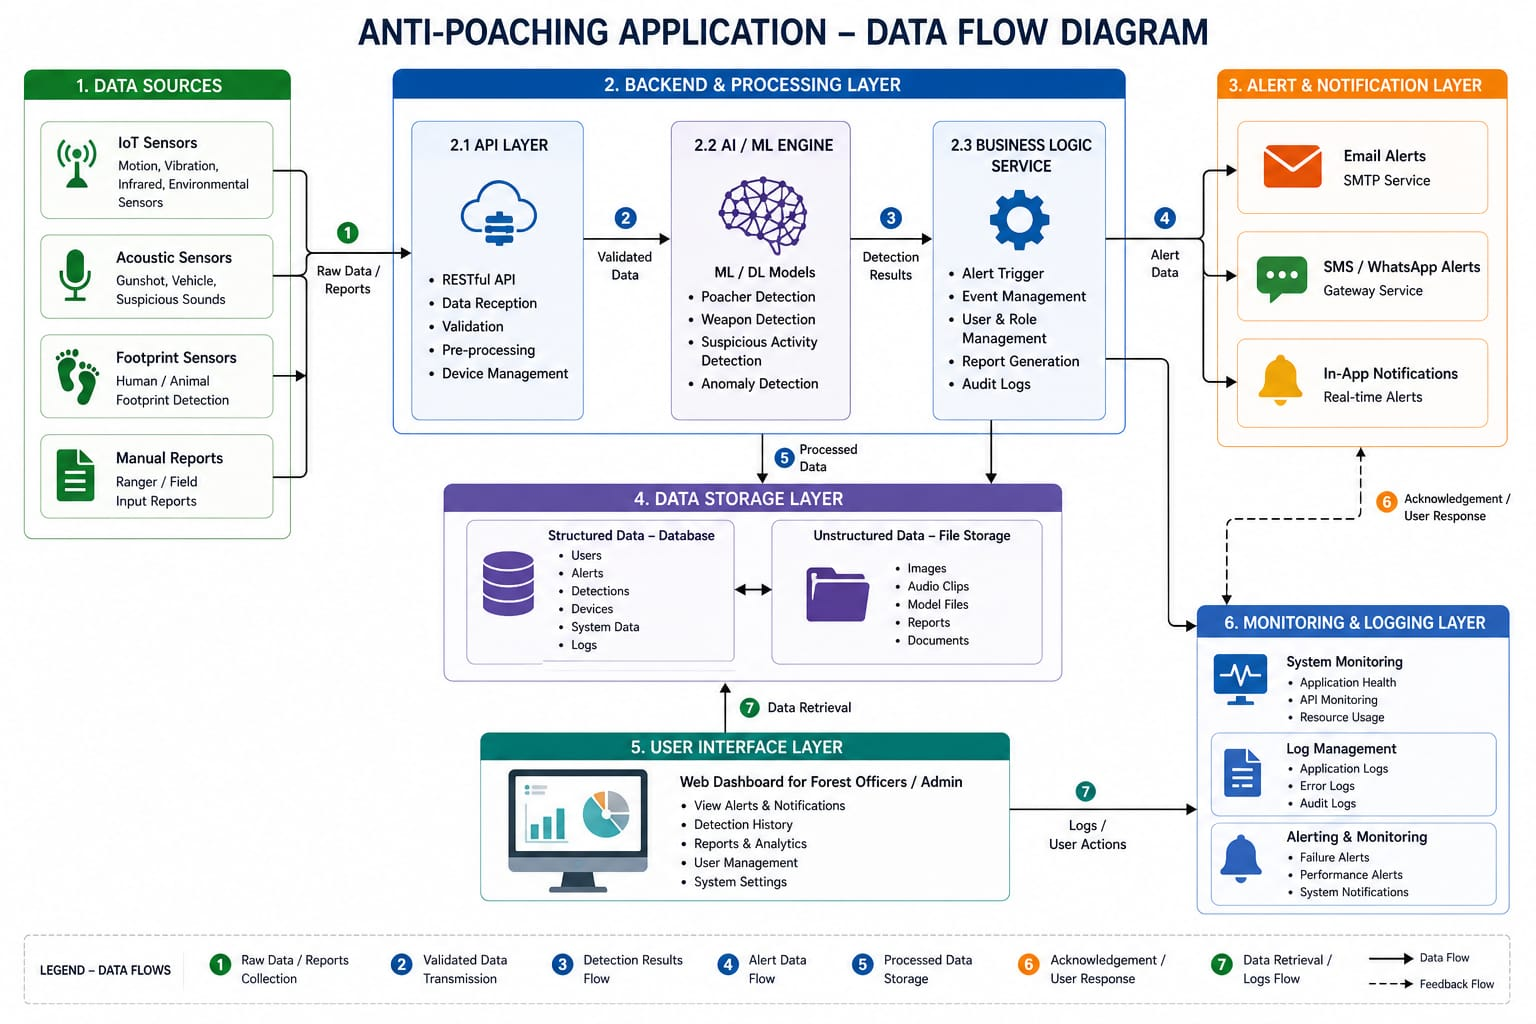 ANTI-POACHING APPLICATION – DATA FLOW DIAGRAM
1. DATA SOURCES
IoT Sensors
Motion, Vibration,
Infrared, Environmental
Sensors
Acoustic Sensors
Gunshot, Vehicle,
Suspicious Sounds
Footprint Sensors
Human / Animal
Footprint Detection
Manual Reports
Ranger / Field
Input Reports
1
Raw Data /
Reports
2. BACKEND & PROCESSING LAYER
2.1 API LAYER
• RESTful API
• Data Reception
• Validation
• Pre-processing
• Device Management
2
Validated
Data
2.2 AI / ML ENGINE
ML / DL Models
• Poacher Detection
• Weapon Detection
• Suspicious Activity
Detection
• Anomaly Detection
3
Detection
Results
2.3 BUSINESS LOGIC
SERVICE
• Alert Trigger
• Event Management
• User & Role
Management
• Report Generation
• Audit Logs
4
Alert
Data
3. ALERT & NOTIFICATION LAYER
Email Alerts
SMTP Service
SMS / WhatsApp Alerts
Gateway Service
In-App Notifications
Real-time Alerts
5
Processed
Data
6
Acknowledgement /
User Response
4. DATA STORAGE LAYER
Structured Data – Database
• Users
• Alerts
• Detections
• Devices
• System Data
• Logs
Unstructured Data – File Storage
• Images
• Audio Clips
• Model Files
• Reports
• Documents
7
Data Retrieval
5. USER INTERFACE LAYER
Web Dashboard for Forest Officers / Admin
• View Alerts & Notifications
• Detection History
• Reports & Analytics
• User Management
• System Settings
7
Logs /
User Actions
6. MONITORING & LOGGING LAYER
System Monitoring
• Application Health
• API Monitoring
• Resource Usage
Log Management
• Application Logs
• Error Logs
• Audit Logs
Alerting & Monitoring
• Failure Alerts
• Performance Alerts
• System Notifications
LEGEND – DATA FLOWS
1 Raw Data / Reports
Collection
2 Validated Data
Transmission
3 Detection Results
Flow
4 Alert Data
Flow
5 Processed Data
Storage
6 Acknowledgement /
User Response
7 Data Retrieval /
Logs Flow
Data Flow
Feedback Flow